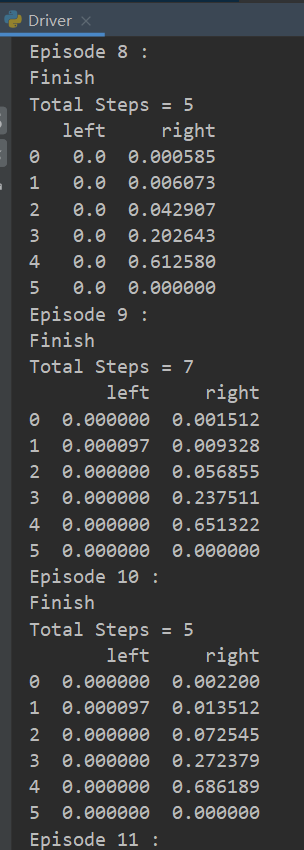 Driver
Episode 8 :
Finish
Total Steps = 5
   left     right
0   0.0  0.000585
1   0.0  0.006073
2   0.0  0.042907
3   0.0  0.202643
4   0.0  0.612580
5   0.0  0.000000
Episode 9 :
Finish
Total Steps = 7
       left     right
0  0.000000  0.001512
1  0.000097  0.009328
2  0.000000  0.056855
3  0.000000  0.237511
4  0.000000  0.651322
5  0.000000  0.000000
Episode 10 :
Finish
Total Steps = 5
       left     right
0  0.000000  0.002200
1  0.000097  0.013512
2  0.000000  0.072545
3  0.000000  0.272379
4  0.000000  0.686189
5  0.000000  0.000000
Episode 11 :